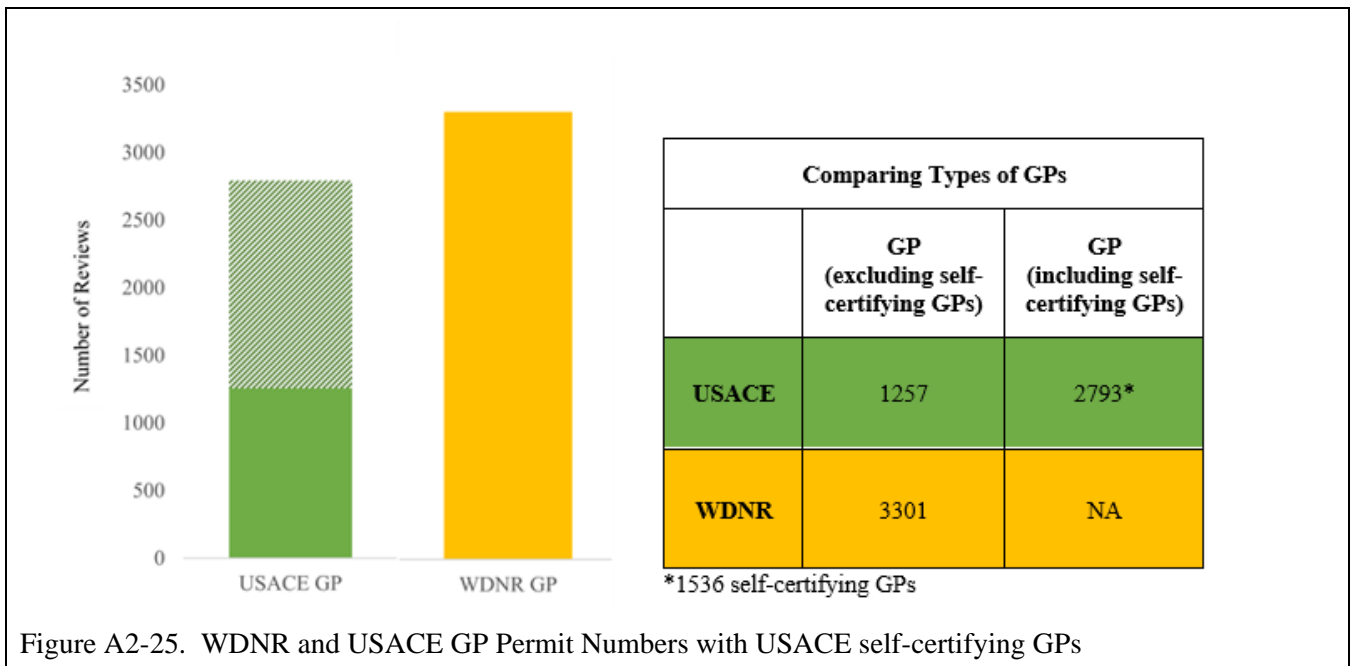 3500
3000
2500
2000
1500
1000
500
0
Number of Reviews
USACE GP
WDNR GP
Comparing Types of GPs
GP
(excluding self-
certifying GPs)
GP
(including self-
certifying GPs)
USACE 1257 2793*
WDNR 3301 NA
*1536 self-certifying GPs
Figure A2-25. WDNR and USACE GP Permit Numbers with USACE self-certifying GPs